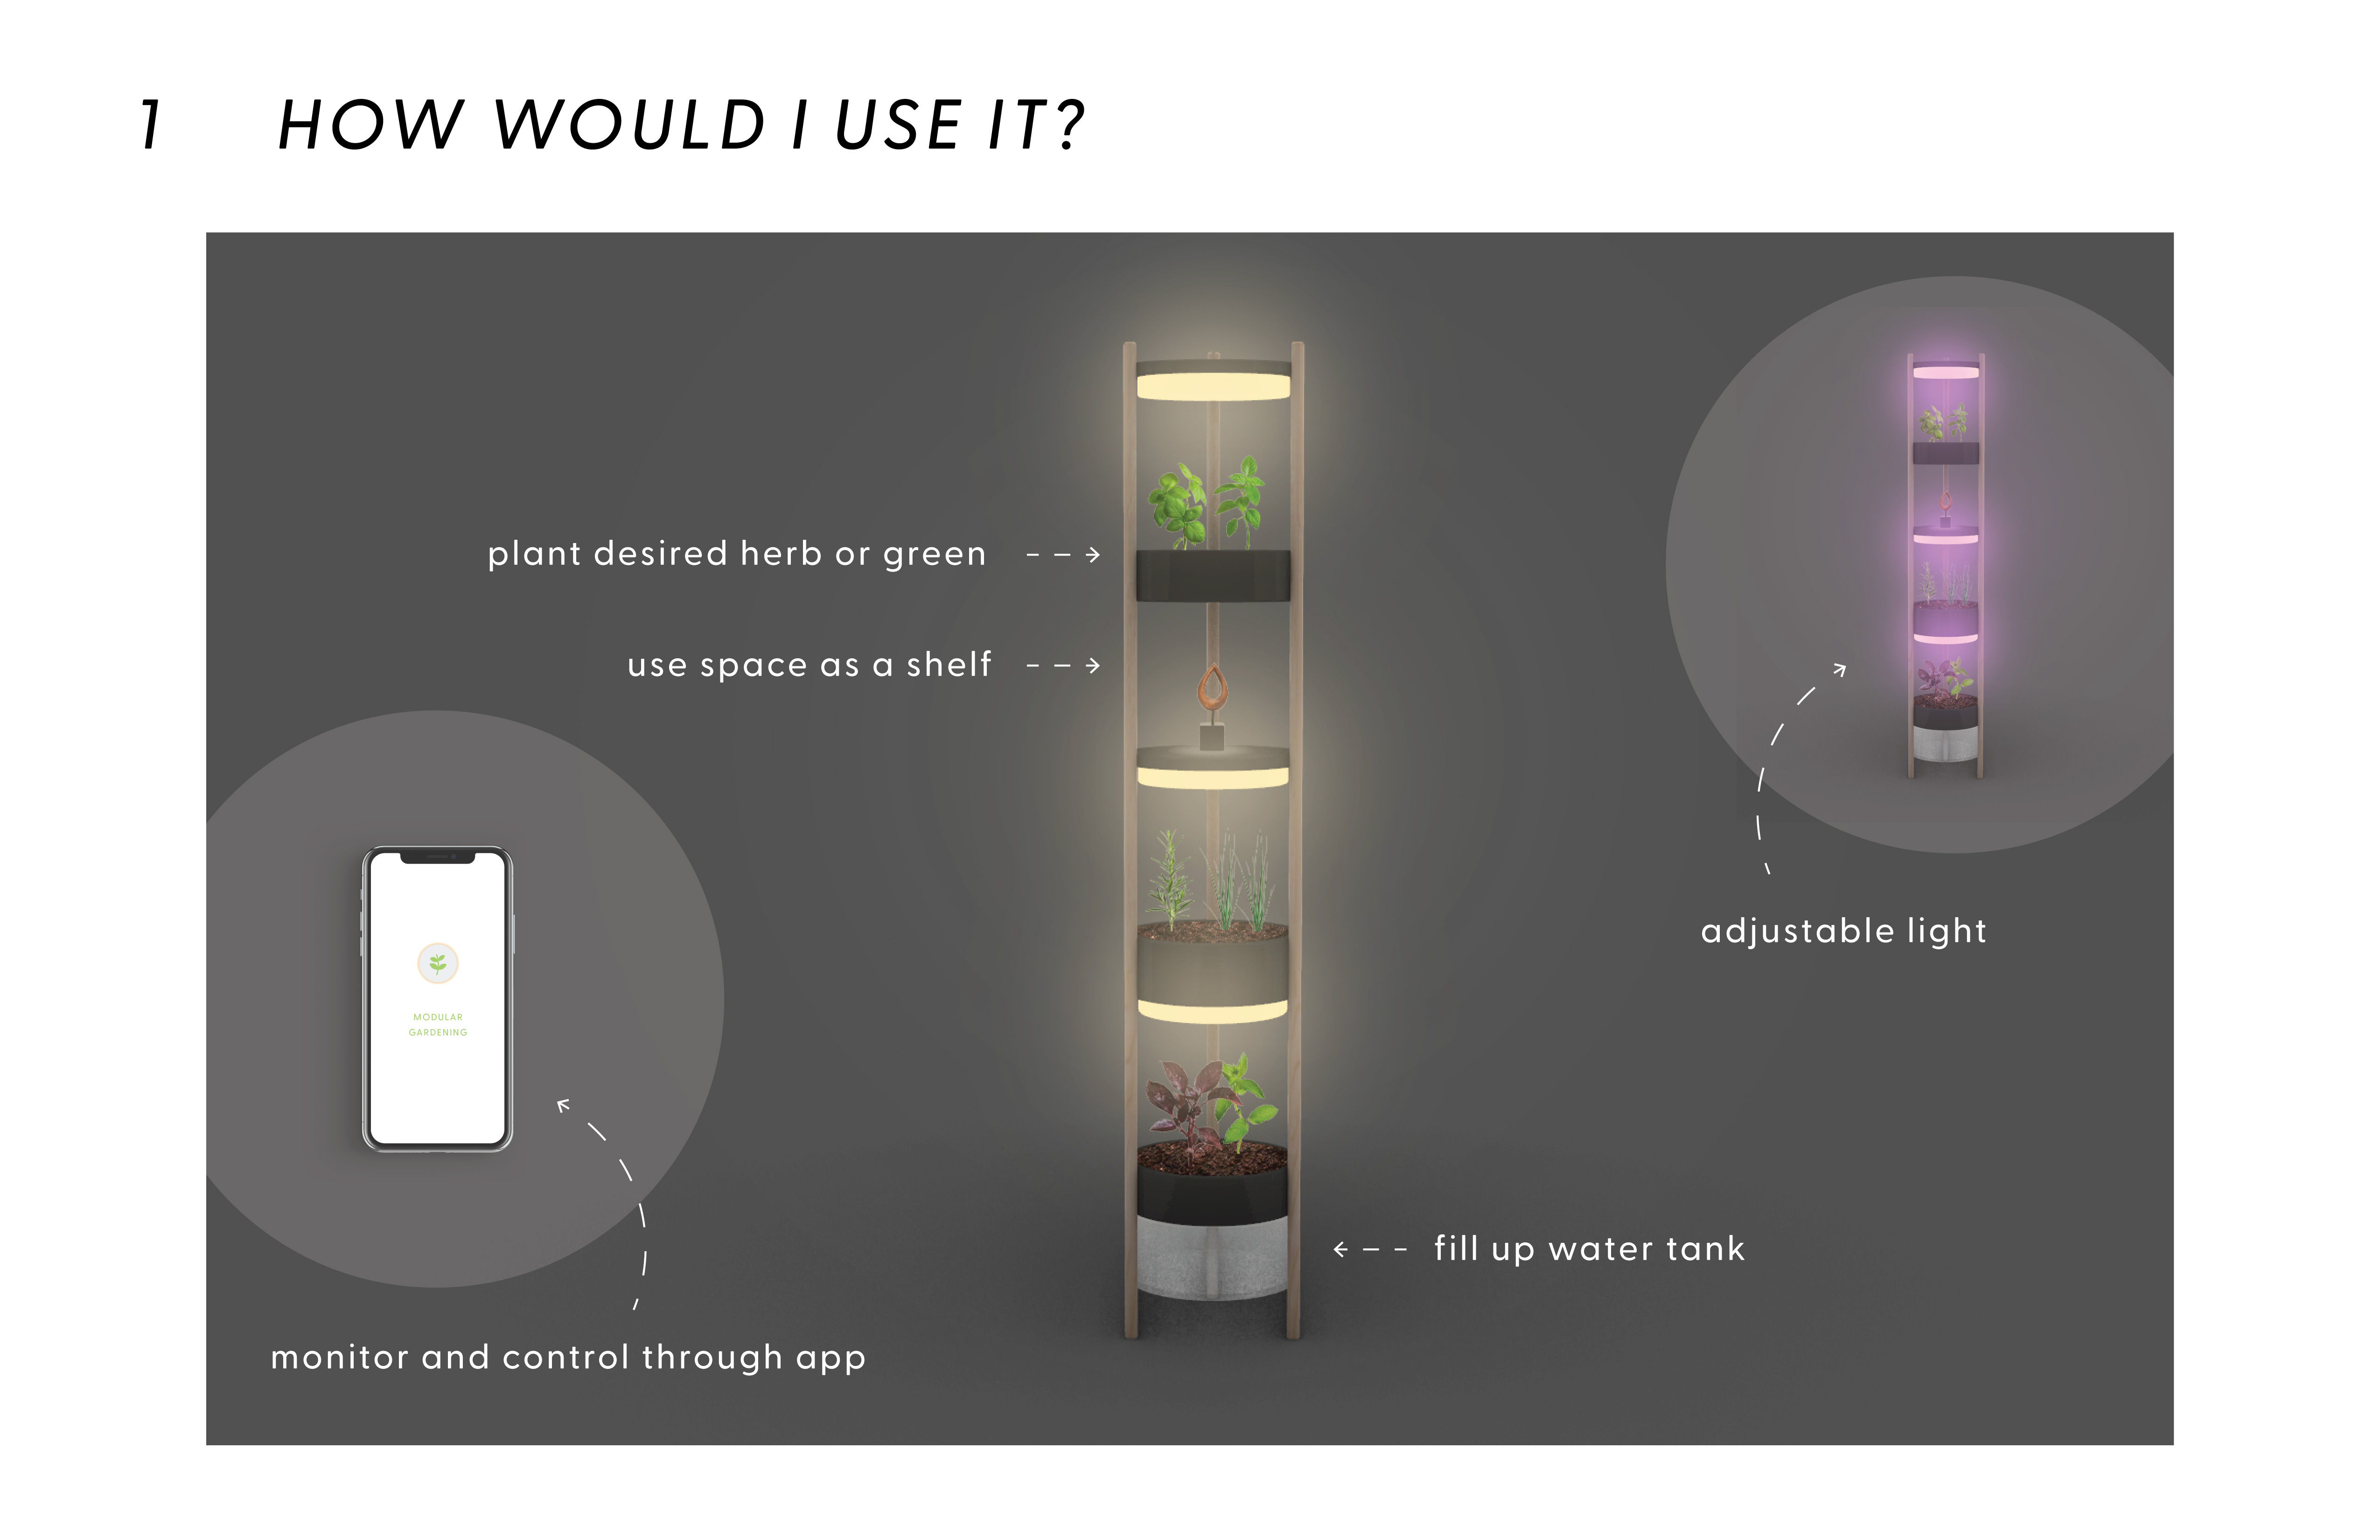 1 HOW WOULD I USE IT?
plant desired herb or green
use space as a shelf
MODULAR
GARDENING
adjustable light
fill up water tank
monitor and control through app